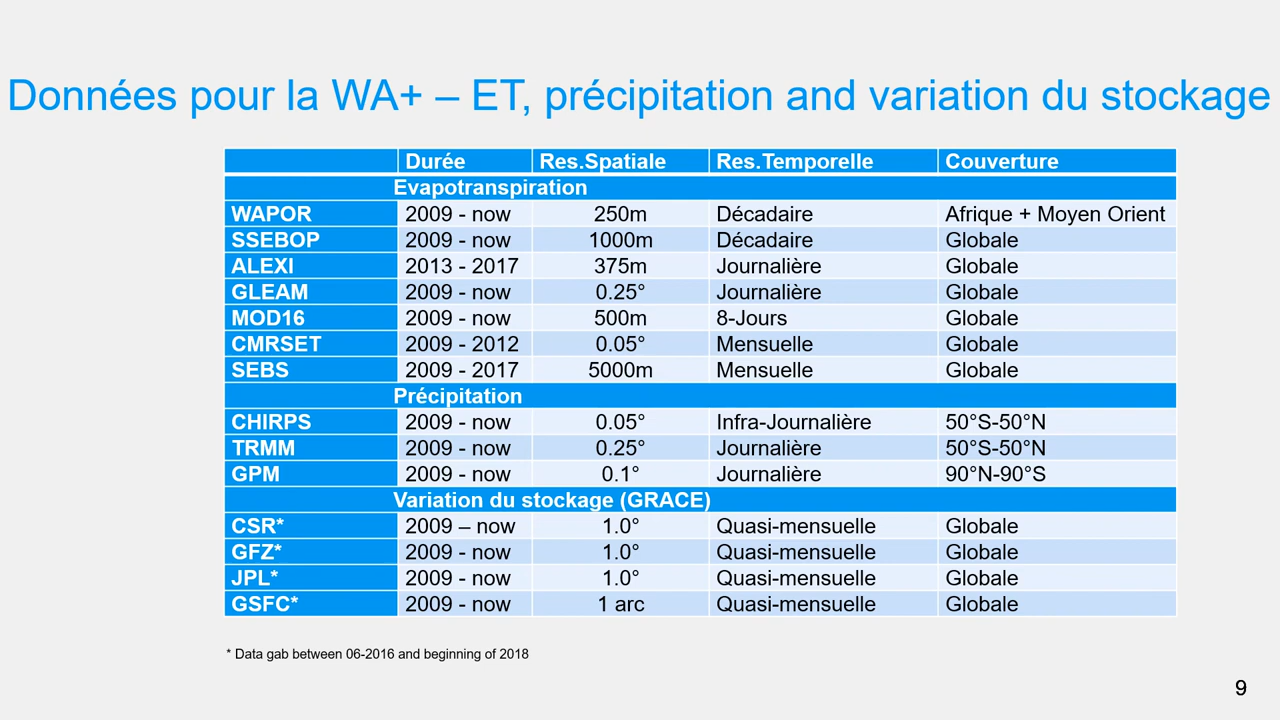 Données pour la WA+ – ET, précipitation and variation du stockage
Durée Res.Spatiale Res.Temporelle Couverture
Evapotranspiration
WAPOR 2009 - now 250m Décadaire Afrique + Moyen Orient
SSEBOP 2009 - now 1000m Décadaire Globale
ALEXI 2013 - 2017 375m Journalière Globale
GLEAM 2009 - now 0.25° Journalière Globale
MOD16 2009 - now 500m 8-Jours Globale
CMRSET 2009 - 2012 0.05° Mensuelle Globale
SEBS 2009 - 2017 5000m Mensuelle Globale
Précipitation
CHIRPS 2009 - now 0.05° Infra-Journalière 50°S-50°N
TRMM 2009 - now 0.25° Journalière 50°S-50°N
GPM 2009 - now 0.1° Journalière 90°N-90°S
Variation du stockage (GRACE)
CSR* 2009 – now 1.0° Quasi-mensuelle Globale
GFZ* 2009 - now 1.0° Quasi-mensuelle Globale
JPL* 2009 - now 1.0° Quasi-mensuelle Globale
GSFC* 2009 - now 1 arc Quasi-mensuelle Globale
* Data gab between 06-2016 and beginning of 2018
9